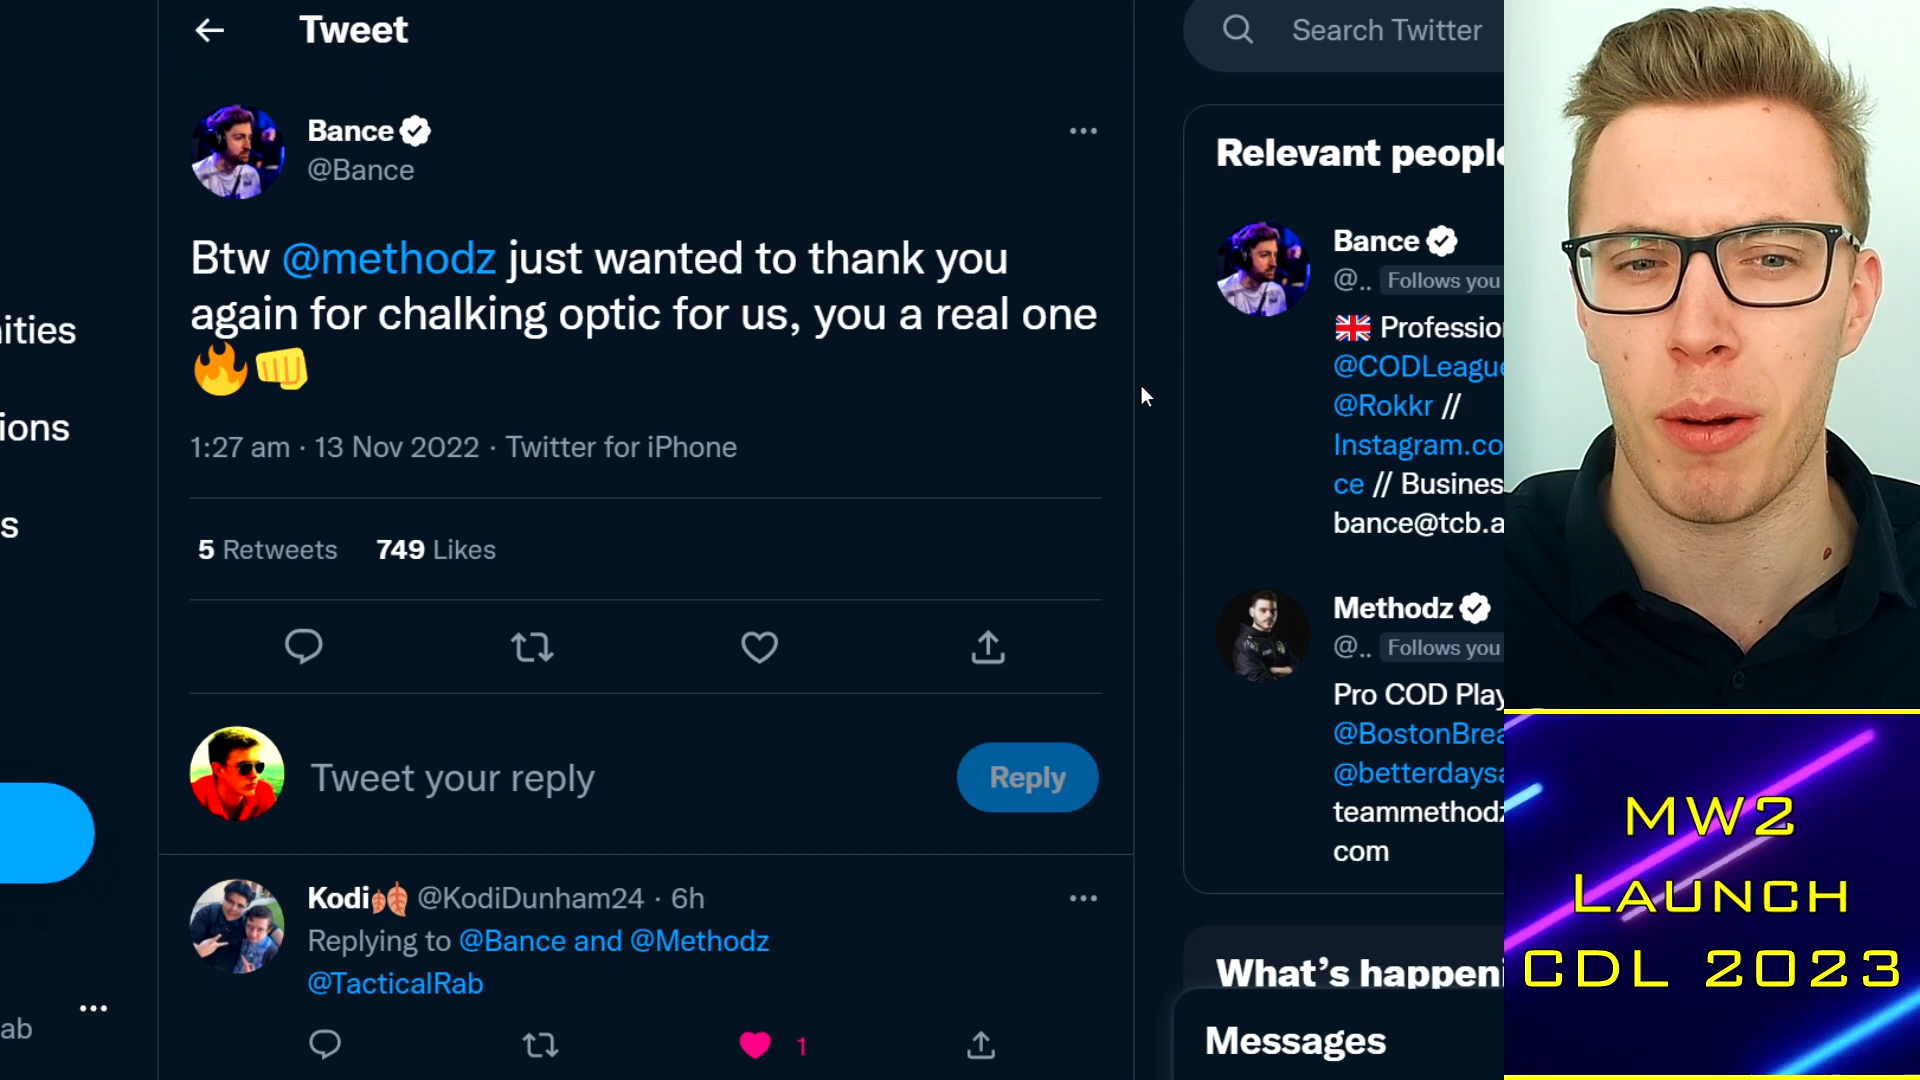 Tweet
Search Twitter
Bance
@Bance
Btw @methodz just wanted to thank you
again for chalking optic for us, you a real one
🔥👊
1:27 am · 13 Nov 2022 · Twitter for iPhone
5 Retweets 749 Likes
Tweet your reply
Reply
Kodi🍂 @KodiDunham24 · 6h
Replying to @Bance and @Methodz
@TacticalRab
1
ities
ions
s
ab
Relevant people
Bance
@.. Follows you
🇬🇧 Professio
@CODLeague
@Rokkr //
Instagram.co
ce // Busines
bance@tcb.a
Methodz
@.. Follows you
Pro COD Play
@BostonBrea
@betterdaysa
teammethodz
com
What's happeni
Messages
MW2
Launch
CDL 2023